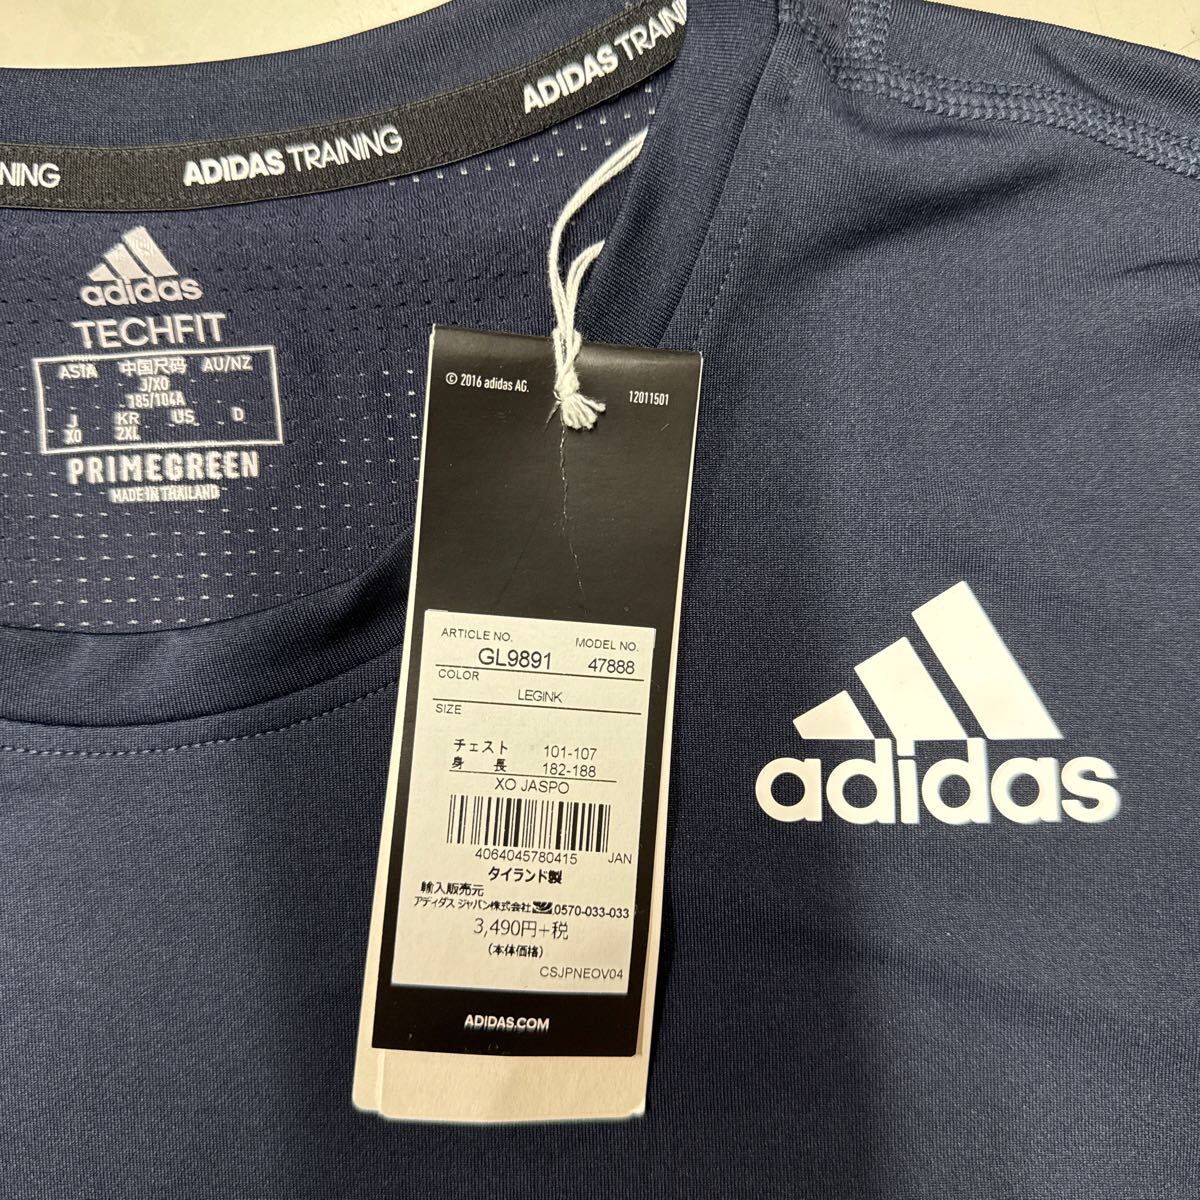 NING
ADIDAS TRAINING
ADIDAS TRAIN
adidas
TECHFIT
ASIA 中国尺码 AU/NZ
J/XO
185/104A
J KR US D
XO 2XL
PRIMEGREEN
MADE IN THAILAND
© 2016 adidas AG.
12011501
ARTICLE NO. MODEL NO.
GL9891 47888
COLOR
LEGINK
SIZE
チェスト 101-107
身長 182-188
XO JASPO
4064045780415 JAN
タイランド製
輸入販売元
アディダス ジャパン株式会社 0570-033-033
3,490円+税
(本体価格)
CSJPNEOV04
ADIDAS.COM
adidas